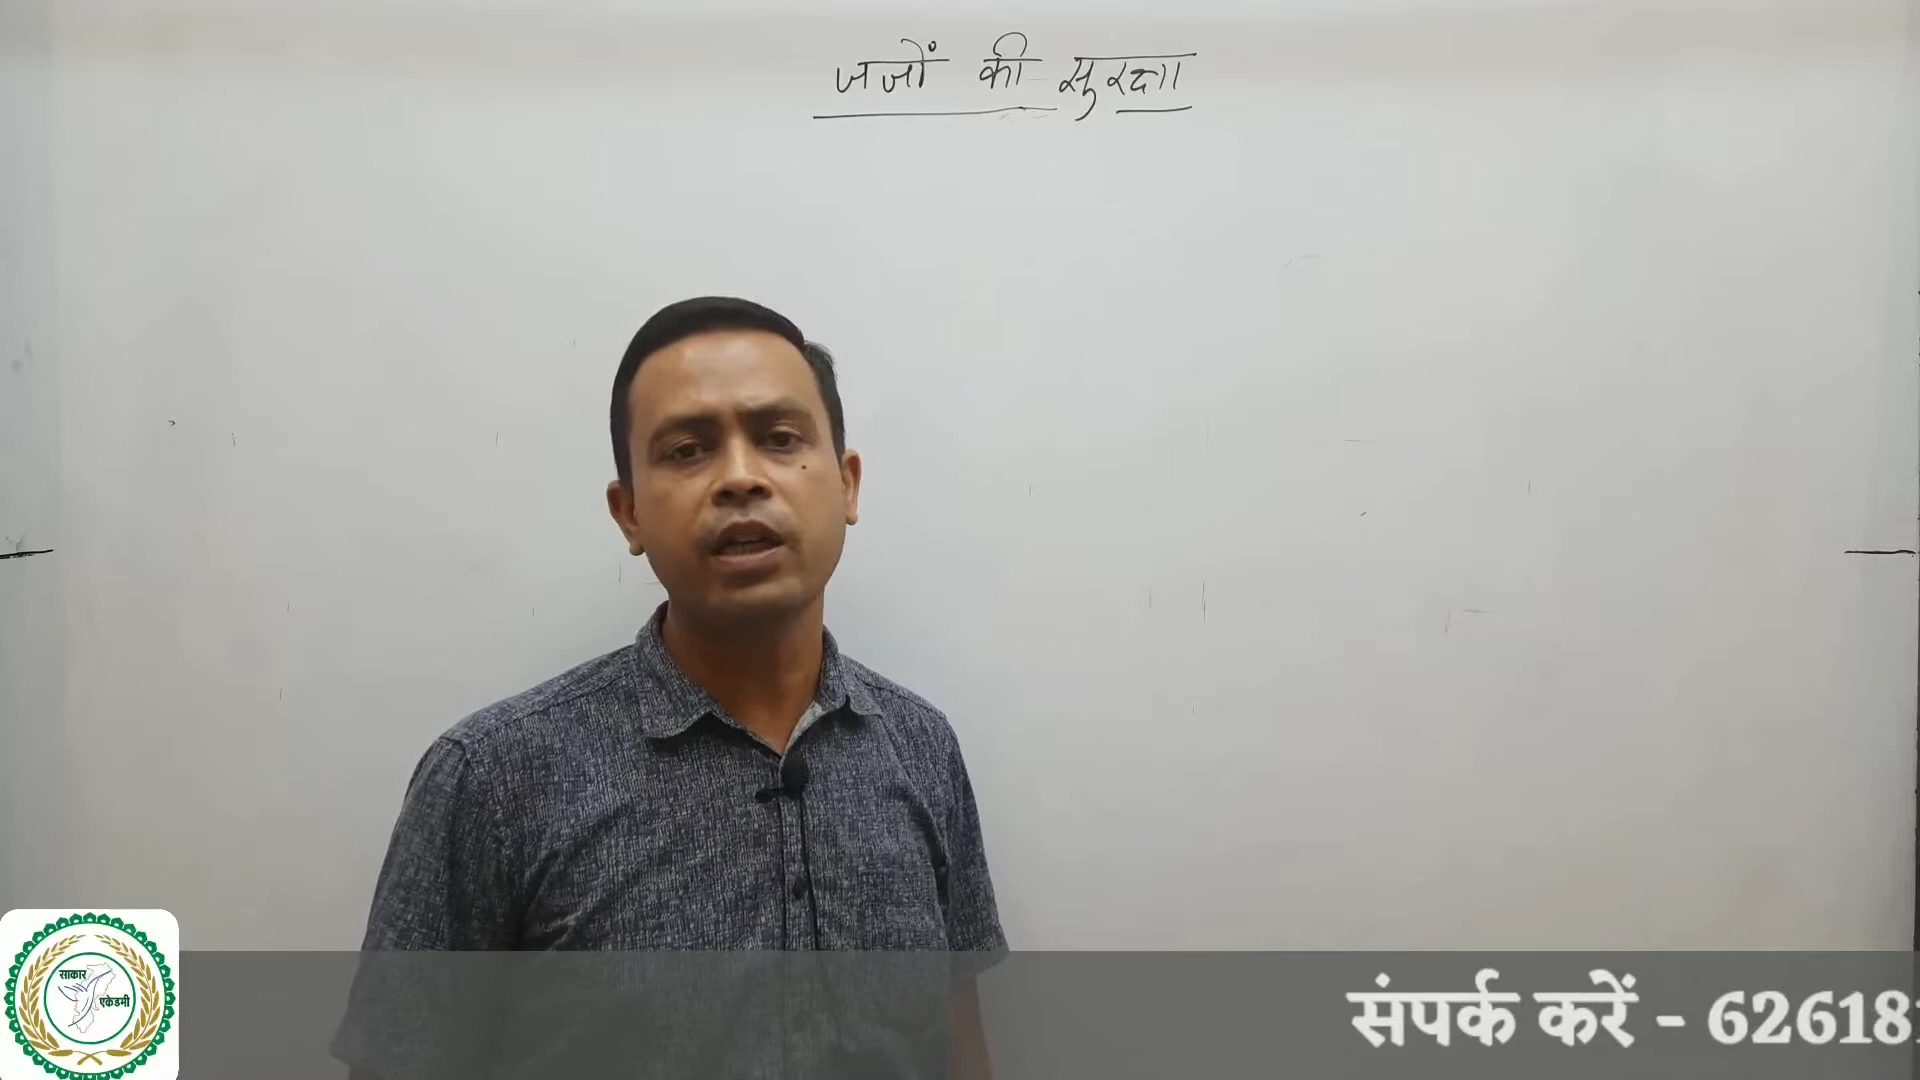 जजों की सुरक्षा
साकार
एकेडमी
संपर्क करें - 62618